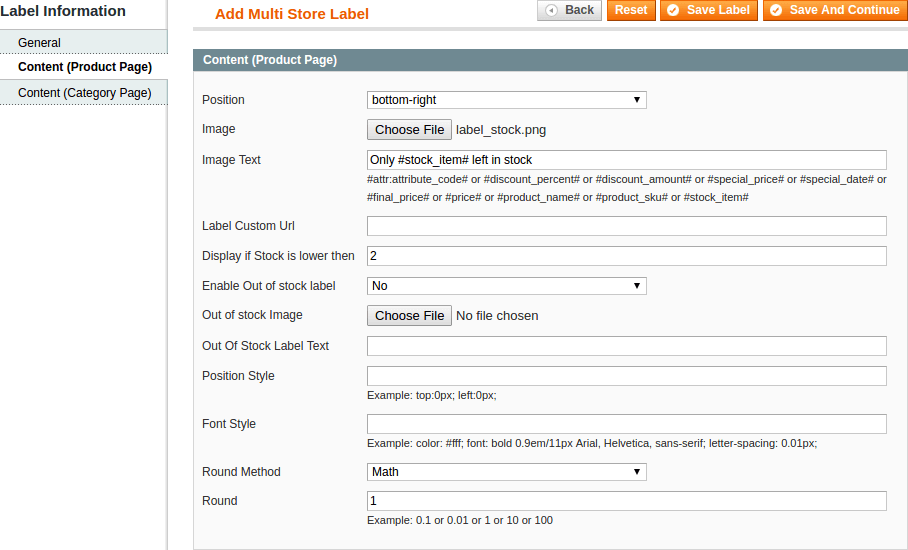 Label Information
General
Content (Product Page)
Content (Category Page)
Add Multi Store Label
Back
Reset
Save Label
Save And Continue
Content (Product Page)
Position
bottom-right
Image
Choose File label_stock.png
Image Text
Only #stock_item# left in stock
#attr:attribute_code# or #discount_percent# or #discount_amount# or #special_price# or #special_date# or
#final_price# or #price# or #product_name# or #product_sku# or #stock_item#
Label Custom Url
Display if Stock is lower then
2
Enable Out of stock label
No
Out of stock Image
Choose File No file chosen
Out Of Stock Label Text
Position Style
Example: top:0px; left:0px;
Font Style
Example: color: #fff; font: bold 0.9em/11px Arial, Helvetica, sans-serif; letter-spacing: 0.01px;
Round Method
Math
Round
1
Example: 0.1 or 0.01 or 1 or 10 or 100